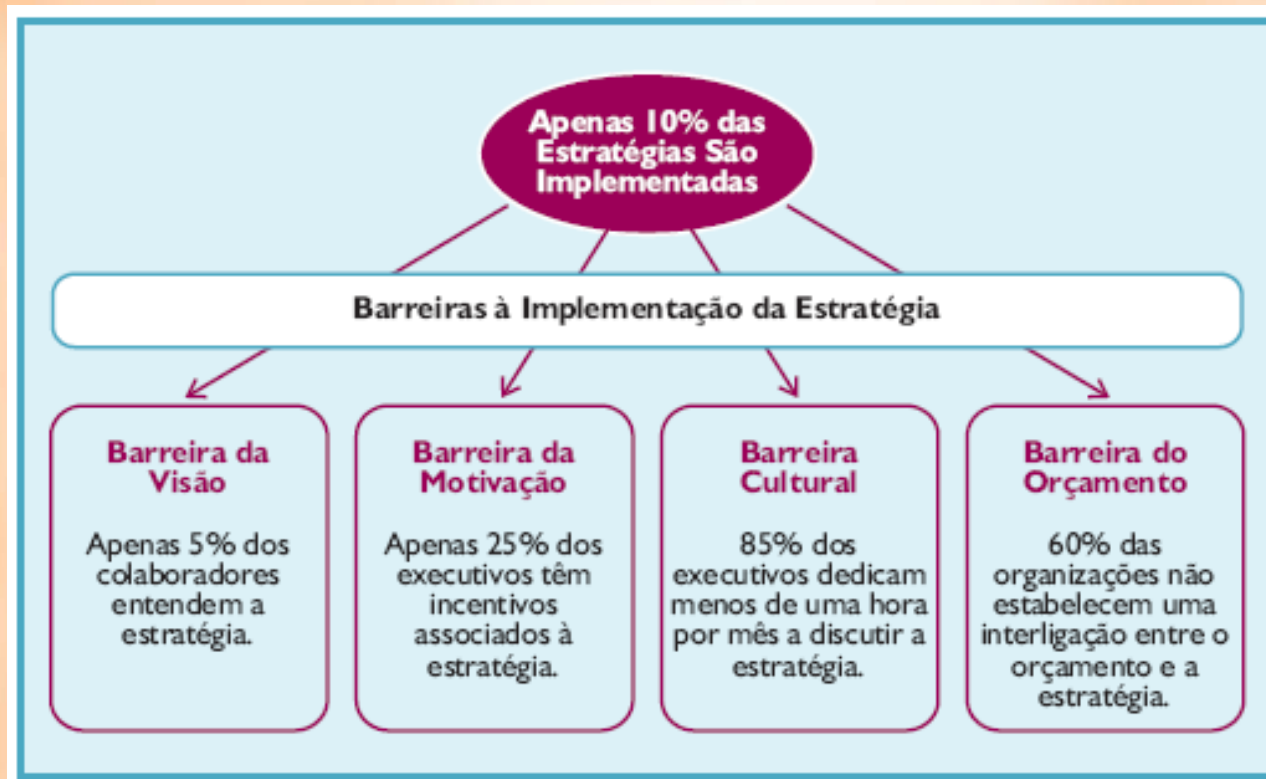 Apenas 10% das
Estratégias São
Implementadas
Barreiras à Implementação da Estratégia
Barreira da
Visão
Apenas 5% dos
colaboradores
entendem a
estratégia.
Barreira da
Motivação
Apenas 25% dos
executivos têm
incentivos
associados à
estratégia.
Barreira
Cultural
85% dos
executivos dedicam
menos de uma hora
por mês a discutir a
estratégia.
Barreira do
Orçamento
60% das
organizações não
estabelecem uma
interligação entre o
orçamento e a
estratégia.